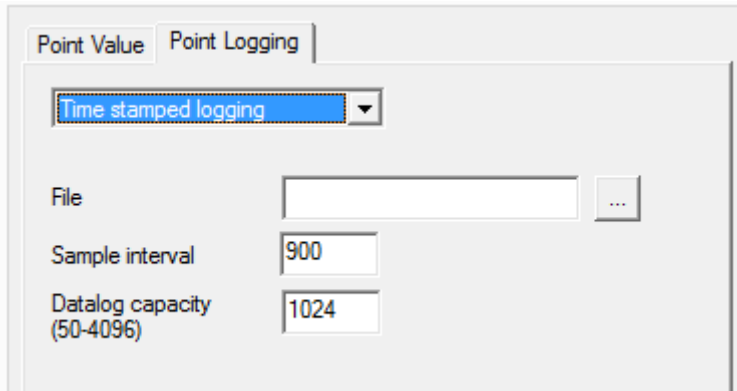 Point Value Point Logging
Time stamped logging
File ...
Sample interval 900
Datalog capacity 1024
(50-4096)